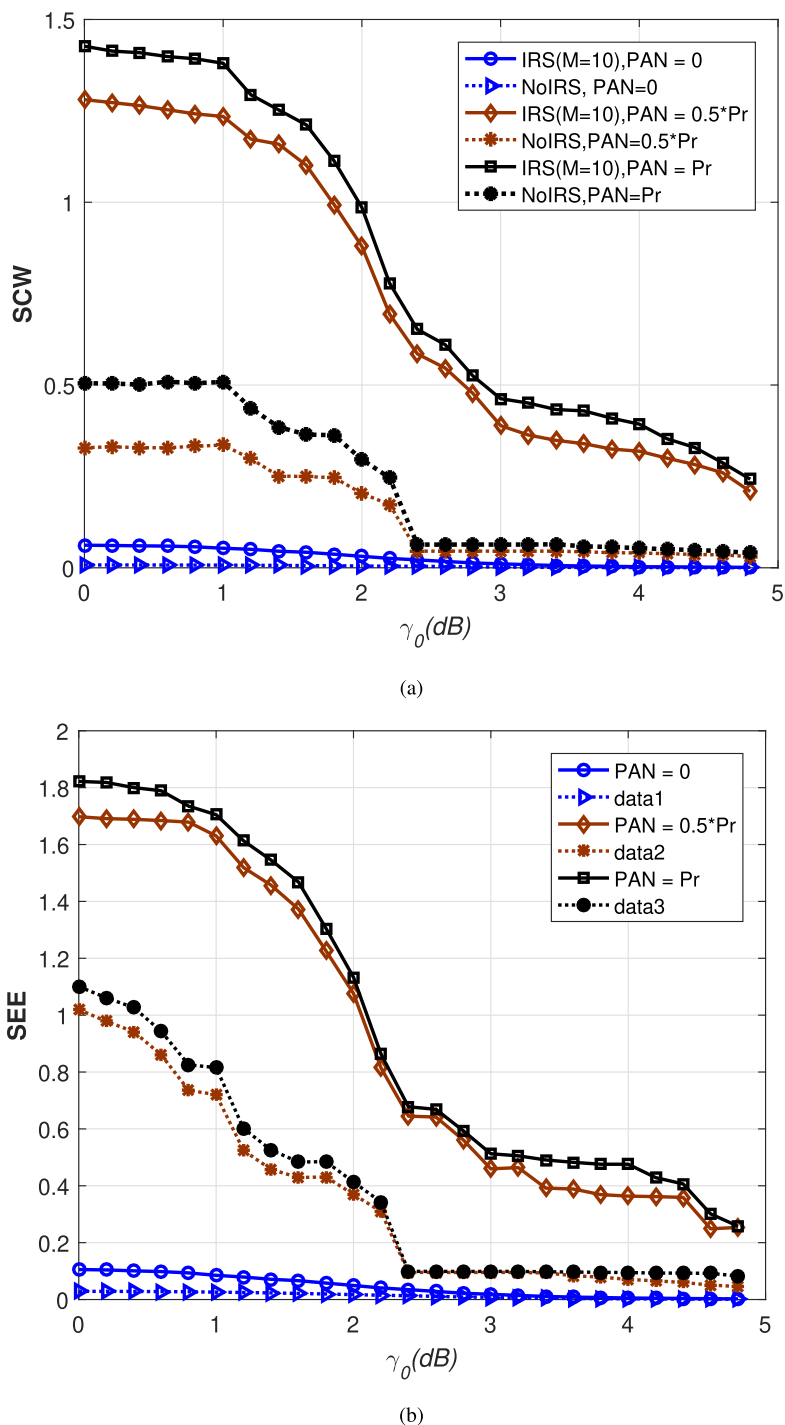 1.5
1
0.5
0
SCW
IRS(M=10),PAN = 0
NoIRS, PAN=0
IRS(M=10),PAN = 0.5*Pr
NoIRS,PAN=0.5*Pr
IRS(M=10),PAN = Pr
NoIRS,PAN=Pr
0 1 2 3 4 5
γ0(dB)
(a)
2
1.8
1.6
1.4
1.2
1
0.8
0.6
0.4
0.2
0
SEE
PAN = 0
data1
PAN = 0.5*Pr
data2
PAN = Pr
data3
0 1 2 3 4 5
γ0(dB)
(b)